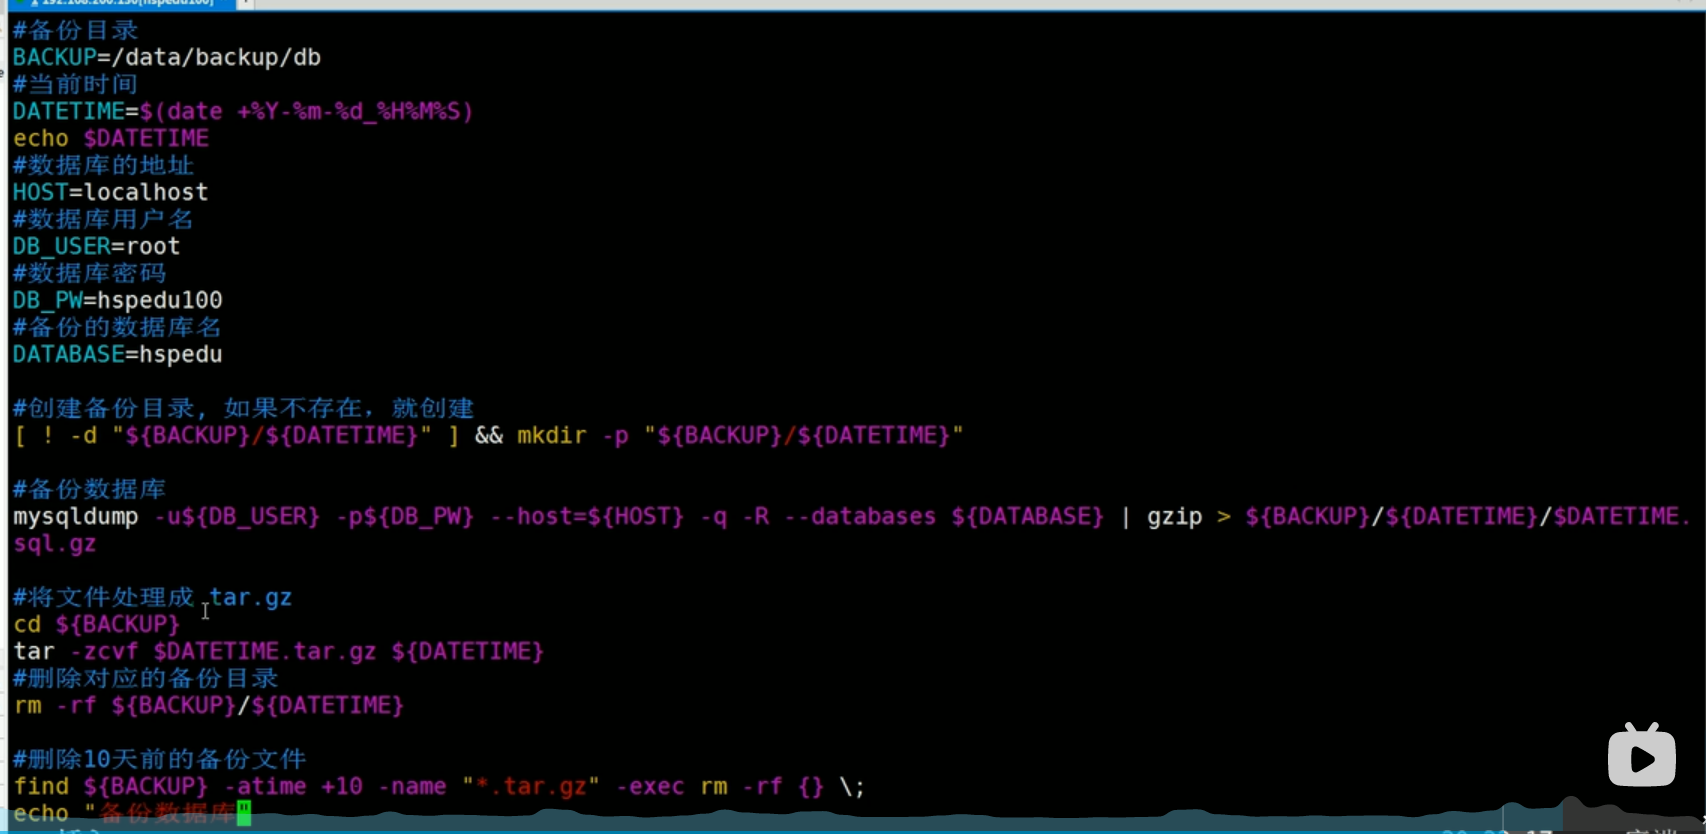 #备份目录
BACKUP=/data/backup/db
#当前时间
DATETIME=$(date +%Y-%m-%d_%H%M%S)
echo $DATETIME
#数据库的地址
HOST=localhost
#数据库用户名
DB_USER=root
#数据库密码
DB_PW=hspedu100
#备份的数据库名
DATABASE=hspedu
#创建备份目录, 如果不存在，就创建
[ ! -d "${BACKUP}/${DATETIME}" ] && mkdir -p "${BACKUP}/${DATETIME}"
#备份数据库
mysqldump -u${DB_USER} -p${DB_PW} --host=${HOST} -q -R --databases ${DATABASE} | gzip > ${BACKUP}/${DATETIME}/$DATETIME.
sql.gz
#将文件处理成 tar.gz
cd ${BACKUP}
tar -zcvf $DATETIME.tar.gz ${DATETIME}
#删除对应的备份目录
rm -rf ${BACKUP}/${DATETIME}
#删除10天前的备份文件
find ${BACKUP} -atime +10 -name "*.tar.gz" -exec rm -rf {} \;
echo "备份数据库"